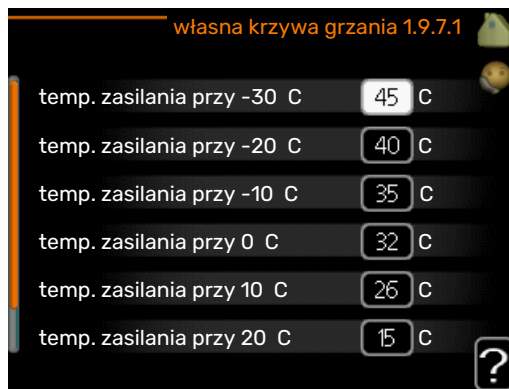 własna krzywa grzania 1.9.7.1
temp. zasilania przy -30 C 45 C
temp. zasilania przy -20 C 40 C
temp. zasilania przy -10 C 35 C
temp. zasilania przy 0 C 32 C
temp. zasilania przy 10 C 26 C
temp. zasilania przy 20 C 15 C
?